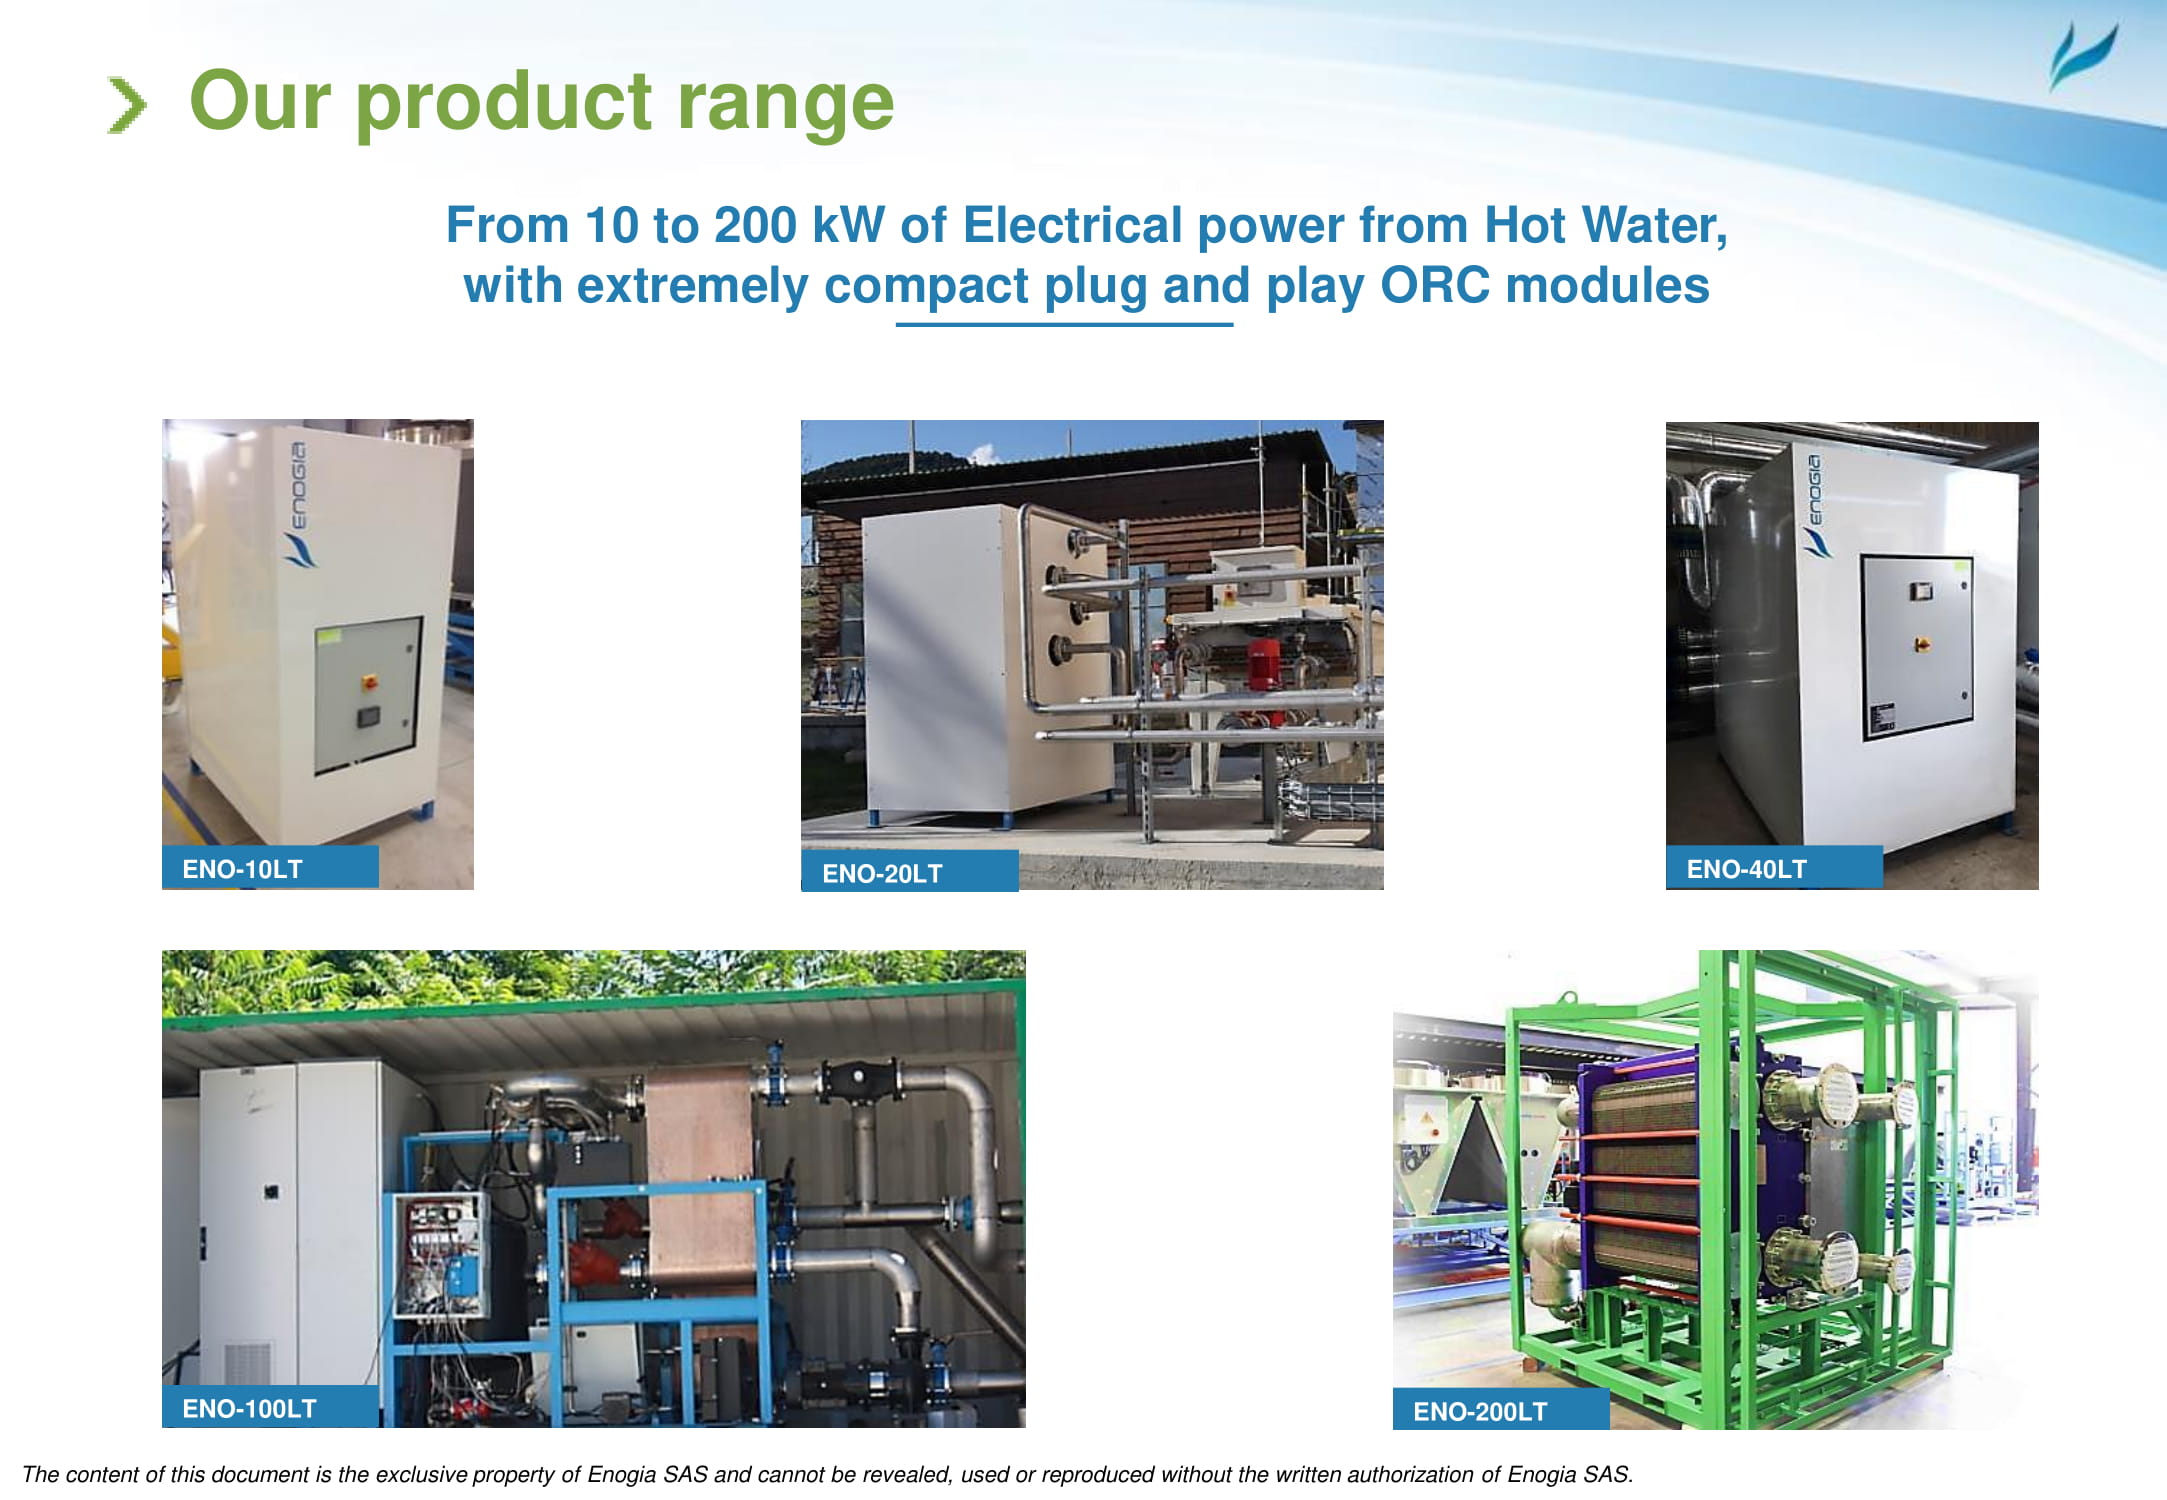 Our product range
From 10 to 200 kW of Electrical power from Hot Water,
with extremely compact plug and play ORC modules
ENOGIA
ENOGIA
ENO-10LT
ENO-20LT
ENO-40LT
ENO-100LT
ENO-200LT
The content of this document is the exclusive property of Enogia SAS and cannot be revealed, used or reproduced without the written authorization of Enogia SAS.